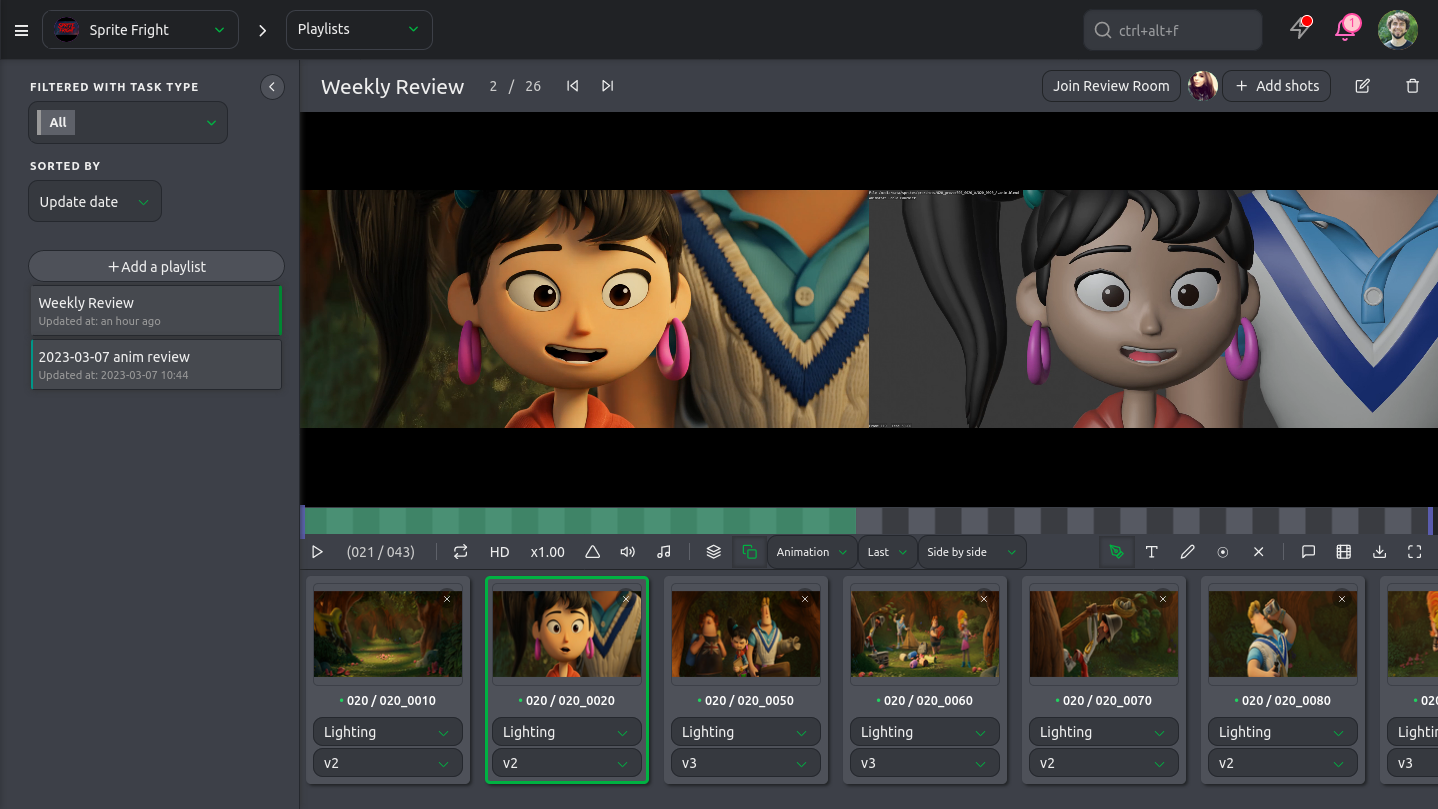 Sprite Fright
Playlists
ctrl+alt+f
1
FILTERED WITH TASK TYPE
All
SORTED BY
Update date
+ Add a playlist
Weekly Review
Updated at: an hour ago
2023-03-07 anim review
Updated at: 2023-03-07 10:44
Weekly Review
2 / 26
Join Review Room
+ Add shots
(021 / 043)
HD
x1.00
Animation
Last
Side by side
020 / 020_0010
Lighting
v2
020 / 020_0020
Lighting
v2
020 / 020_0050
Lighting
v3
020 / 020_0060
Lighting
v3
020 / 020_0070
Lighting
v2
020 / 020_0080
Lighting
v2
v3